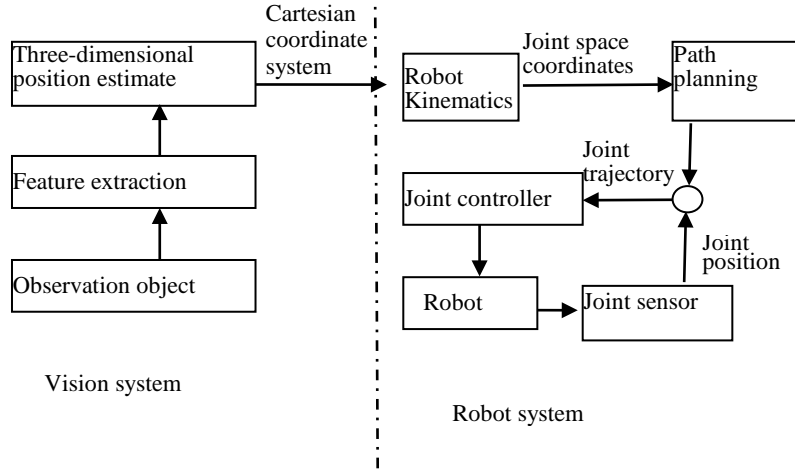 Three-dimensional
position estimate
Cartesian
coordinate
system
Feature extraction
Observation object
Vision system
Robot
Kinematics
Joint space
coordinates
Path
planning
Joint
trajectory
Joint controller
Joint
position
Robot
Joint sensor
Robot system